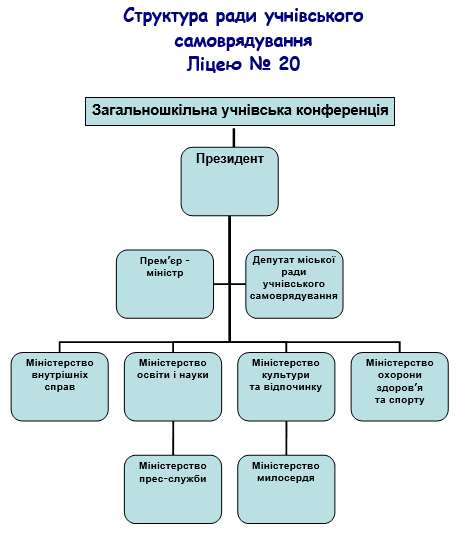 Структура ради учнівського
самоврядування
Ліцею № 20
Загальношкільна учнівська конференція
Президент
Прем’єр -
міністр
Депутат міської
ради
учнівського
самоврядування
Міністерство
внутрішніх
справ
Міністерство
освіти і науки
Міністерство
культури
та відпочинку
Міністерство
охорони
здоров’я
та спорту
Міністерство
прес-служби
Міністерство
милосердя